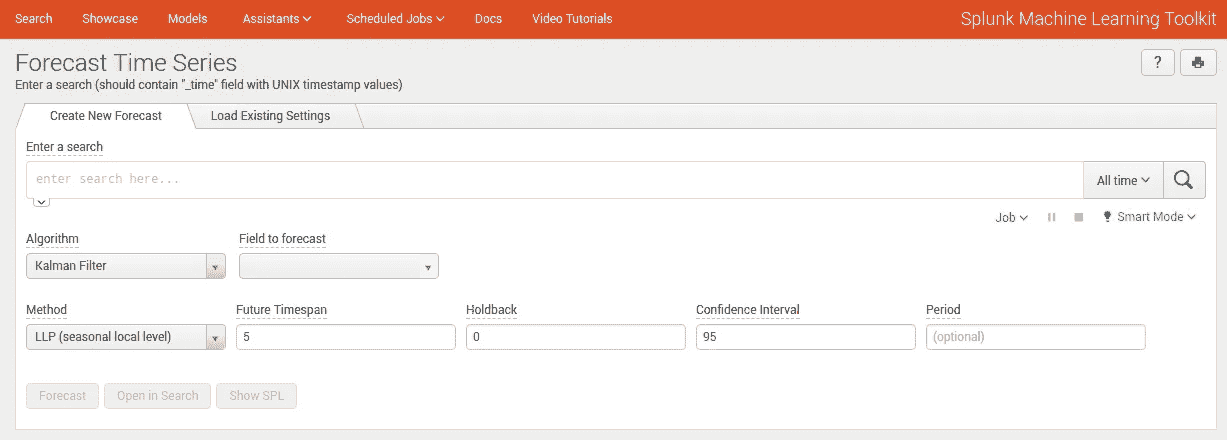 Search Showcase Models Assistants Scheduled Jobs Docs Video Tutorials Splunk Machine Learning Toolkit
Forecast Time Series ?
Enter a search (should contain "_time" field with UNIX timestamp values)
Create New Forecast Load Existing Settings
Enter a search
enter search here... All time
Job Smart Mode
Algorithm Field to forecast
Kalman Filter
Method Future Timespan Holdback Confidence Interval Period
LLP (seasonal local level) 5 0 95 (optional)
Forecast Open in Search Show SPL